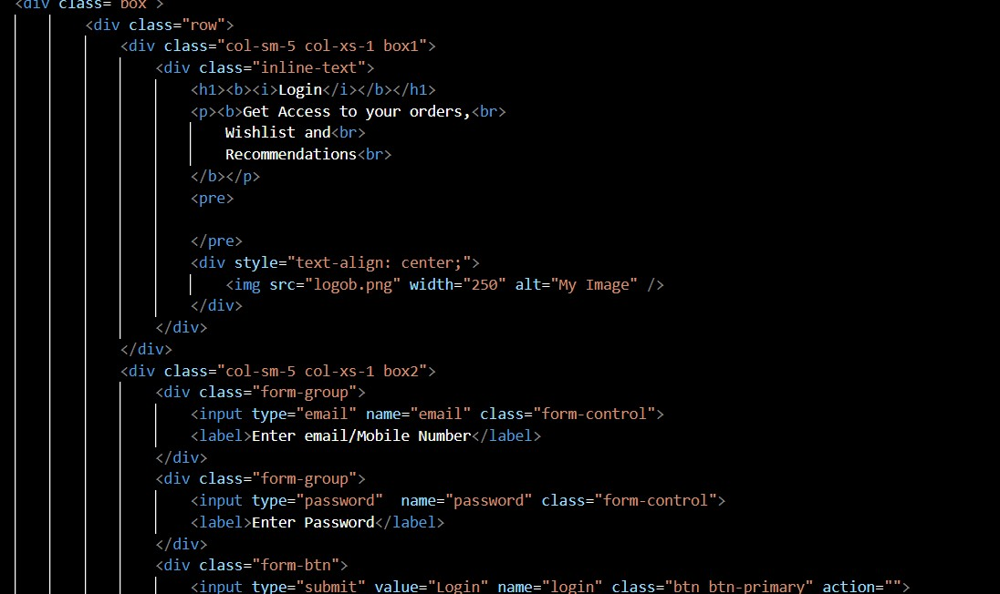 <div class="box">
<div class="row">
<div class="col-sm-5 col-xs-1 box1">
<div class="inline-text">
<h1><b><i>Login</i></b></h1>
<p><b>Get Access to your orders,<br>
Wishlist and<br>
Recommendations<br>
</b></p>
<pre>
</pre>
<div style="text-align: center;">
<img src="logob.png" width="250" alt="My Image" />
</div>
</div>
</div>
<div class="col-sm-5 col-xs-1 box2">
<div class="form-group">
<input type="email" name="email" class="form-control">
<label>Enter email/Mobile Number</label>
</div>
<div class="form-group">
<input type="password"  name="password" class="form-control">
<label>Enter Password</label>
</div>
<div class="form-btn">
<input type="submit" value="Login" name="login" class="btn btn-primary" action="">